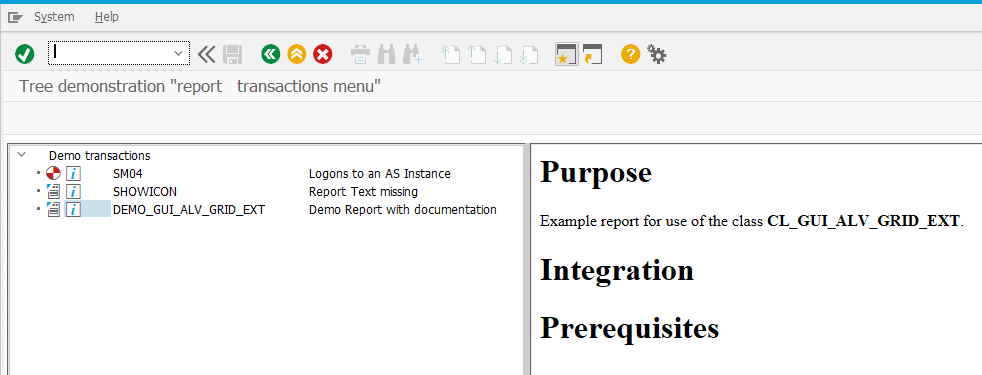 System Help
Tree demonstration "report   transactions menu"
Demo transactions
SM04 Logons to an AS Instance
SHOWICON Report Text missing
DEMO_GUI_ALV_GRID_EXT Demo Report with documentation
Purpose
Example report for use of the class CL_GUI_ALV_GRID_EXT.
Integration
Prerequisites